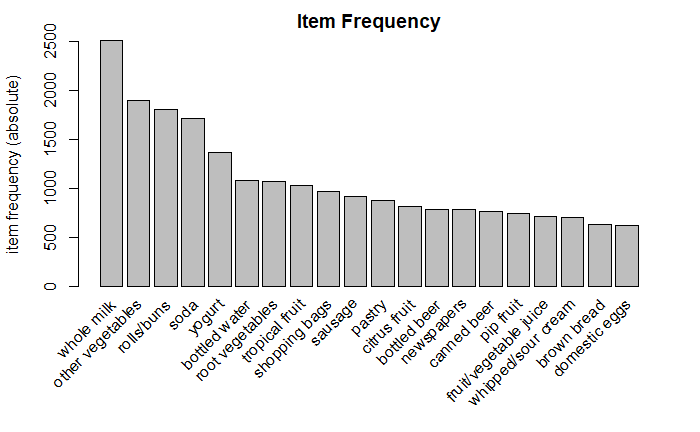 Item Frequency
item frequency (absolute)
2500
2000
1500
1000
500
0
whole milk
other vegetables
rolls/buns
soda
yogurt
bottled water
root vegetables
tropical fruit
shopping bags
sausage
pastry
citrus fruit
bottled beer
newspapers
canned beer
pip fruit
fruit/vegetable juice
whipped/sour cream
brown bread
domestic eggs